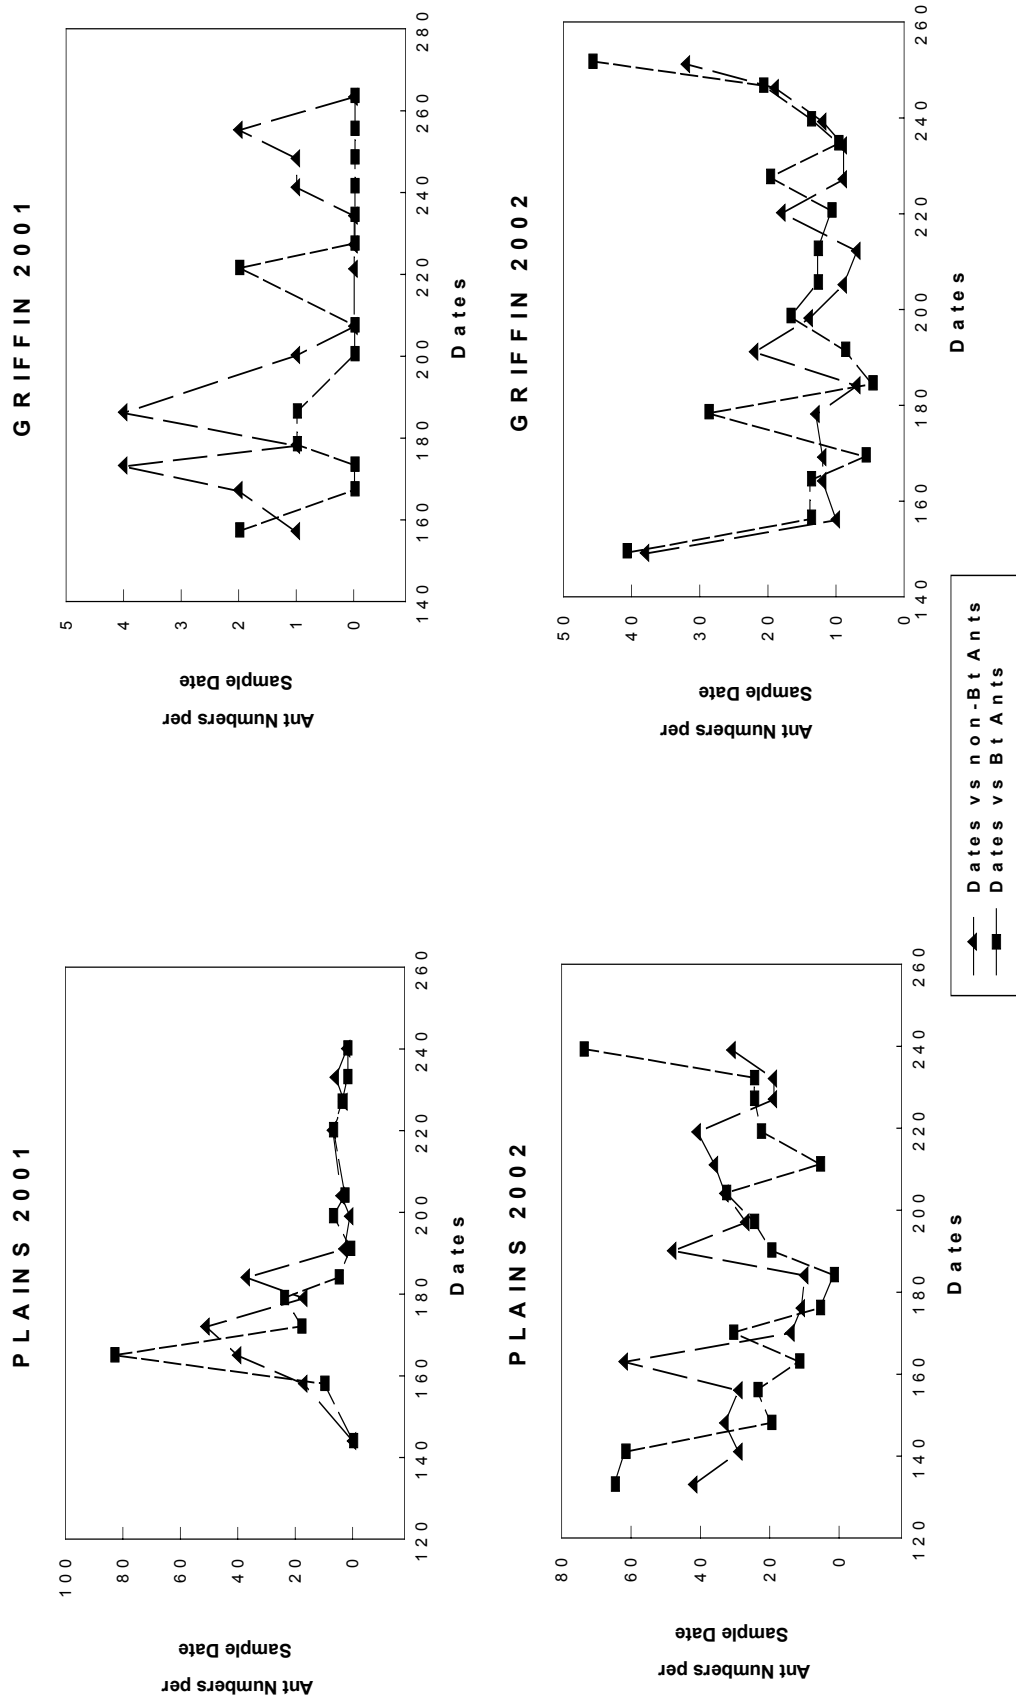 PLAINS 2001
Ant Numbers per
Sample Date
100
80
60
40
20
0
120 140 160 180 200 220 240 260
Dates
GRIFFIN 2001
Ant Numbers per
Sample Date
5
4
3
2
1
0
140 160 180 200 220 240 260 280
Dates
PLAINS 2002
Ant Numbers per
Sample Date
80
60
40
20
0
120 140 160 180 200 220 240 260
Dates
GRIFFIN 2002
Ant Numbers per
Sample Date
50
40
30
20
10
0
140 160 180 200 220 240 260
Dates
Dates vs non-Bt Ants
Dates vs Bt Ants